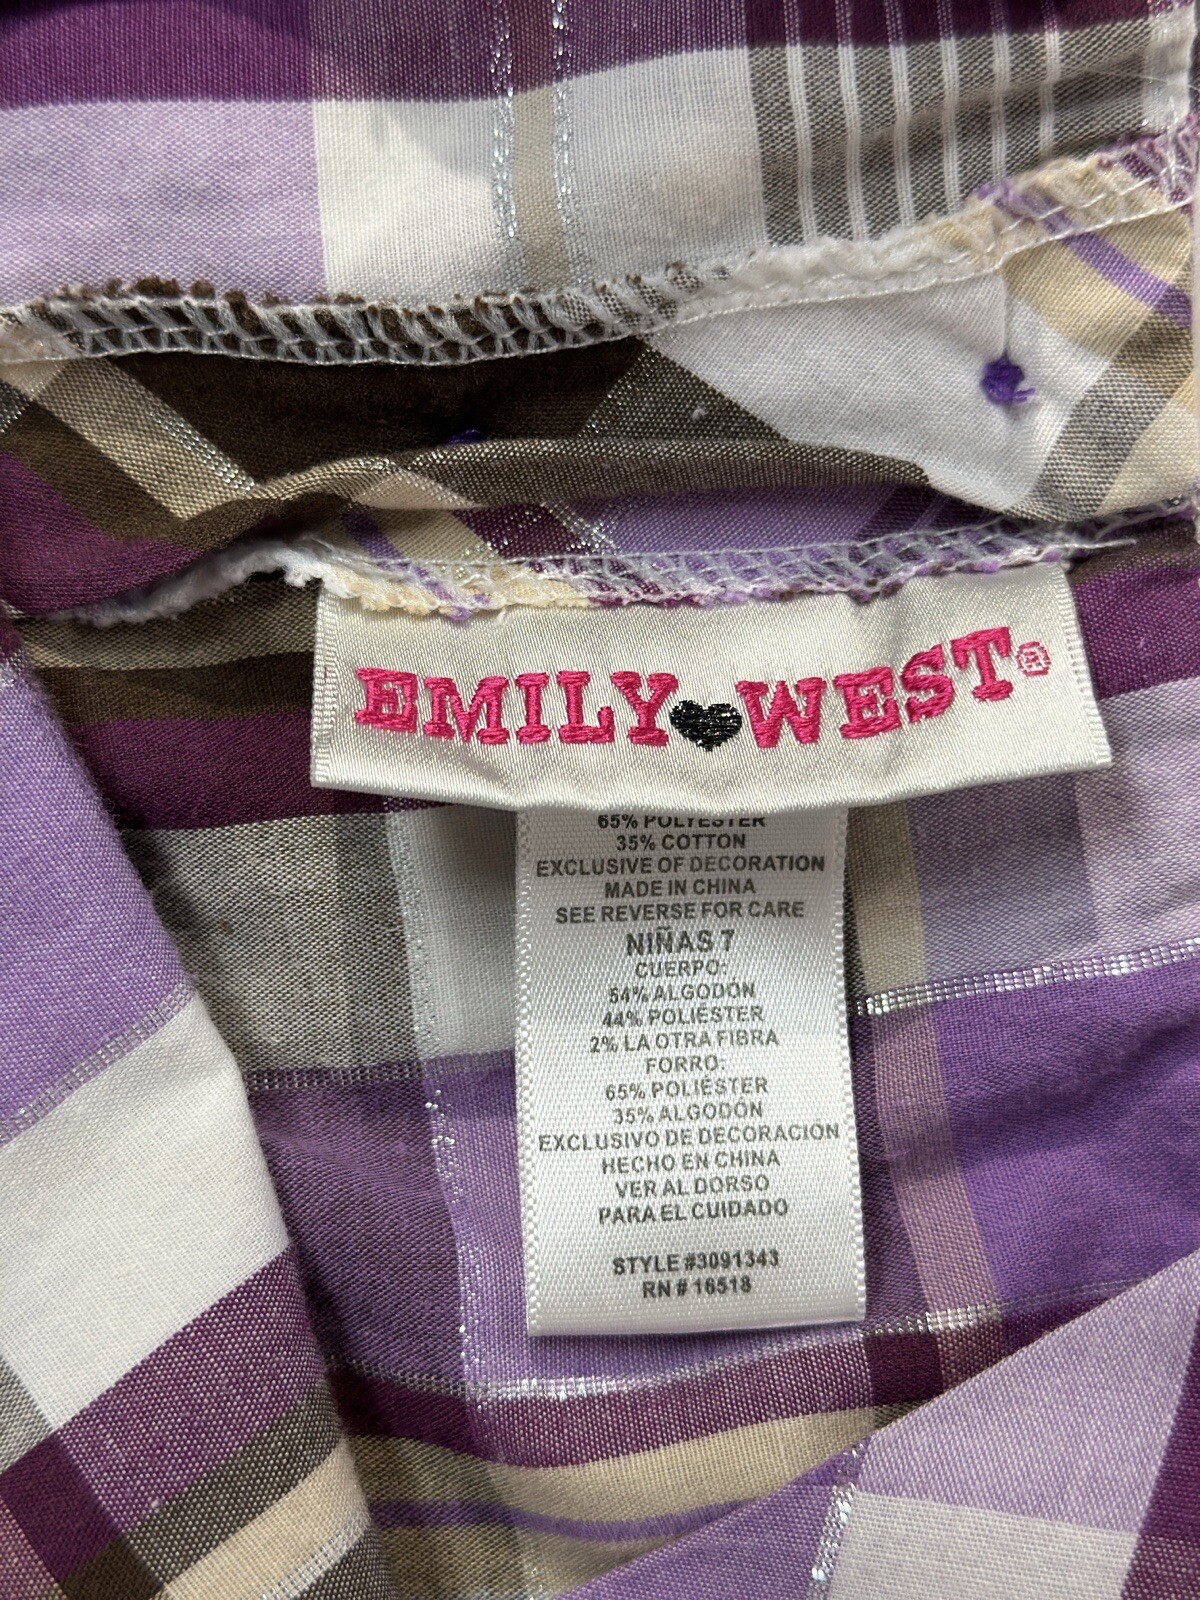 EMILY WEST®
65% POLYESTER
35% COTTON
EXCLUSIVE OF DECORATION
MADE IN CHINA
SEE REVERSE FOR CARE
NIÑAS 7
CUERPO:
54% ALGODÓN
44% POLIÉSTER
2% LA OTRA FIBRA
FORRO:
65% POLIÉSTER
35% ALGODÓN
EXCLUSIVO DE DECORACIÓN
HECHO EN CHINA
VER AL DORSO
PARA EL CUIDADO
STYLE #3091343
RN # 16518